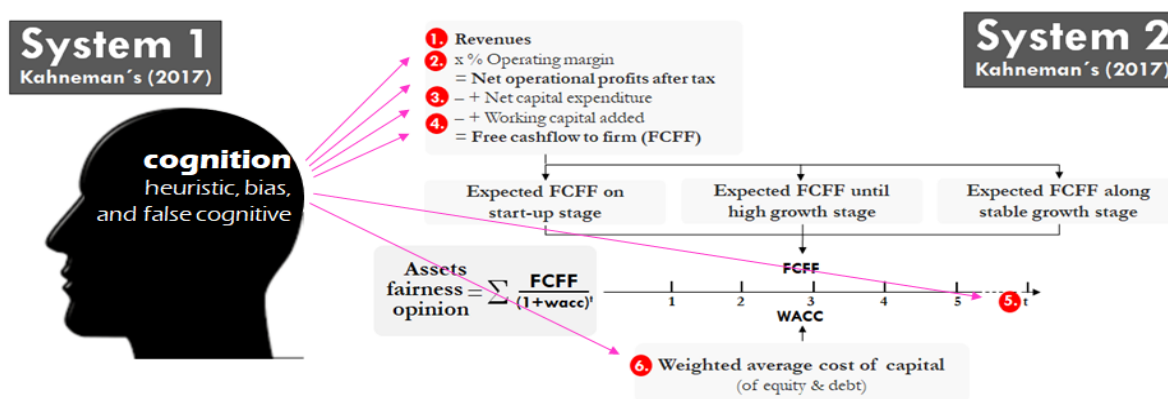 System 1
Kahneman´s (2017)
cognition
heuristic, bias,
and false cognitive
1. Revenues
2. x % Operating margin
= Net operational profits after tax
3. – + Net capital expenditure
4. – + Working capital added
= Free cashflow to firm (FCFF)
System 2
Kahneman´s (2017)
Expected FCFF on
start-up stage
Expected FCFF until
high growth stage
Expected FCFF along
stable growth stage
Assets
fairness
opinion
= ∑ FCFF
(1+wacc)ᵗ
FCFF
1 2 3 4 5 5. t
WACC
6. Weighted average cost of capital
(of equity & debt)